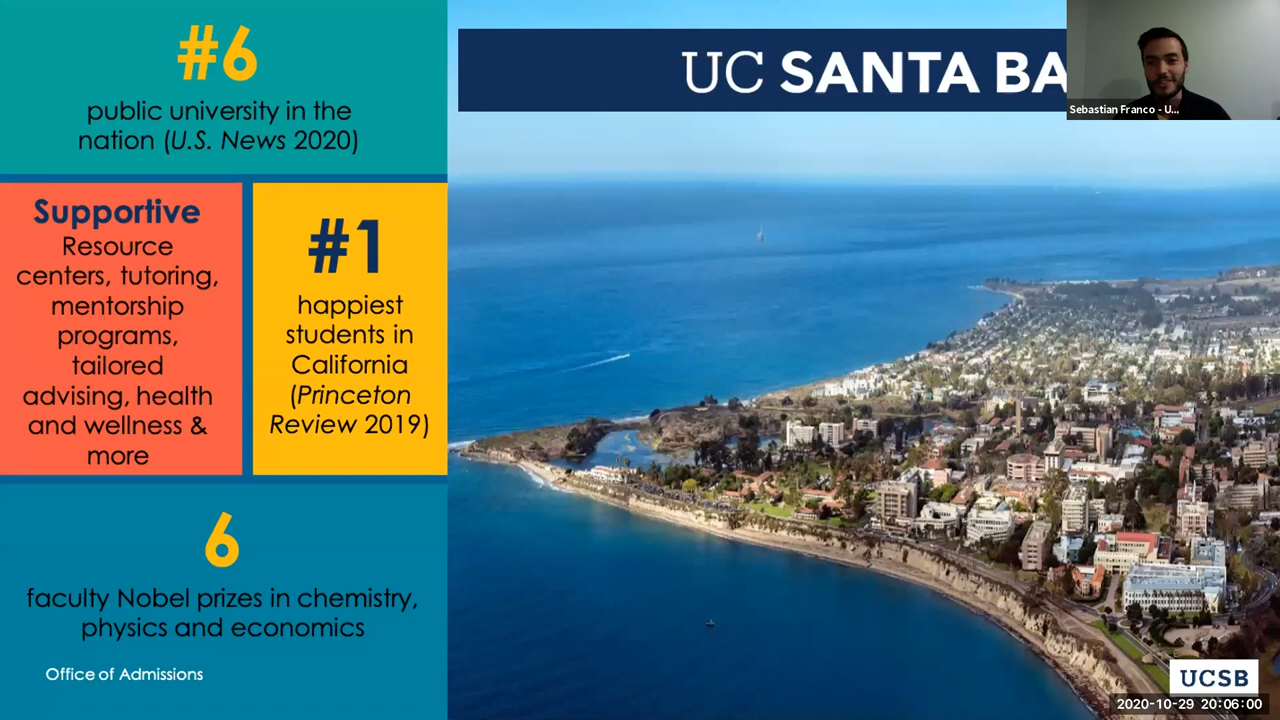 #6
public university in the
nation (U.S. News 2020)
Supportive
Resource
centers, tutoring,
mentorship
programs,
tailored
advising, health
and wellness &
more
#1
happiest
students in
California
(Princeton
Review 2019)
6
faculty Nobel prizes in chemistry,
physics and economics
Office of Admissions
UC SANTA BA
Sebastian Franco - U...
UCSB
2020-10-29 20:06:00